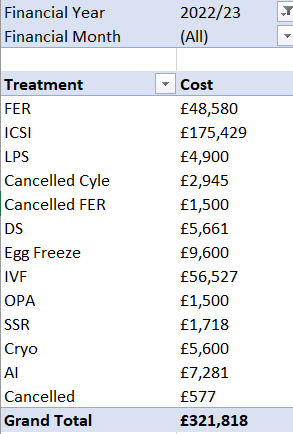 Financial Year 2022/23
Financial Month (All)
Treatment Cost
FER £48,580
ICSI £175,429
LPS £4,900
Cancelled Cyle £2,945
Cancelled FER £1,500
DS £5,661
Egg Freeze £9,600
IVF £56,527
OPA £1,500
SSR £1,718
Cryo £5,600
AI £7,281
Cancelled £577
Grand Total £321,818